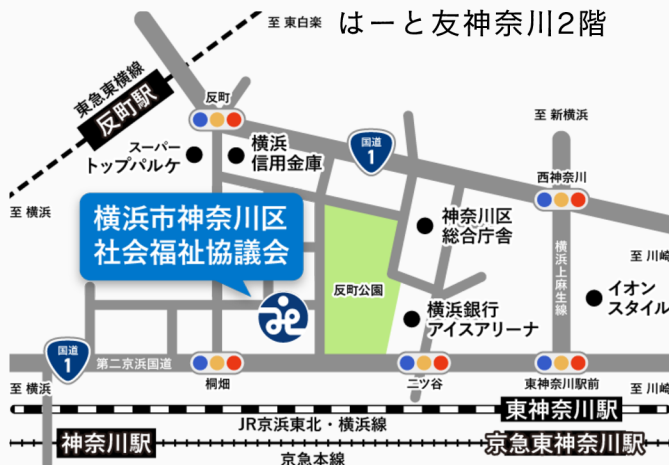 至 東白楽
はーと友神奈川2階
東急東横線
反町駅
反町
至 新横浜
スーパー
トップパルケ
横浜
信用金庫
国道
1
西神奈川
至 横浜
横浜市神奈川区
社会福祉協議会
神奈川区
総合庁舎
横浜上麻生線
至 川崎
反町公園
イオン
スタイル
横浜銀行
アイスアリーナ
国道
1
第二京浜国道
至 横浜
桐畑
二ツ谷
東神奈川駅前
至 川崎
東神奈川駅
JR京浜東北・横浜線
神奈川駅
京急東神奈川駅
京急本線